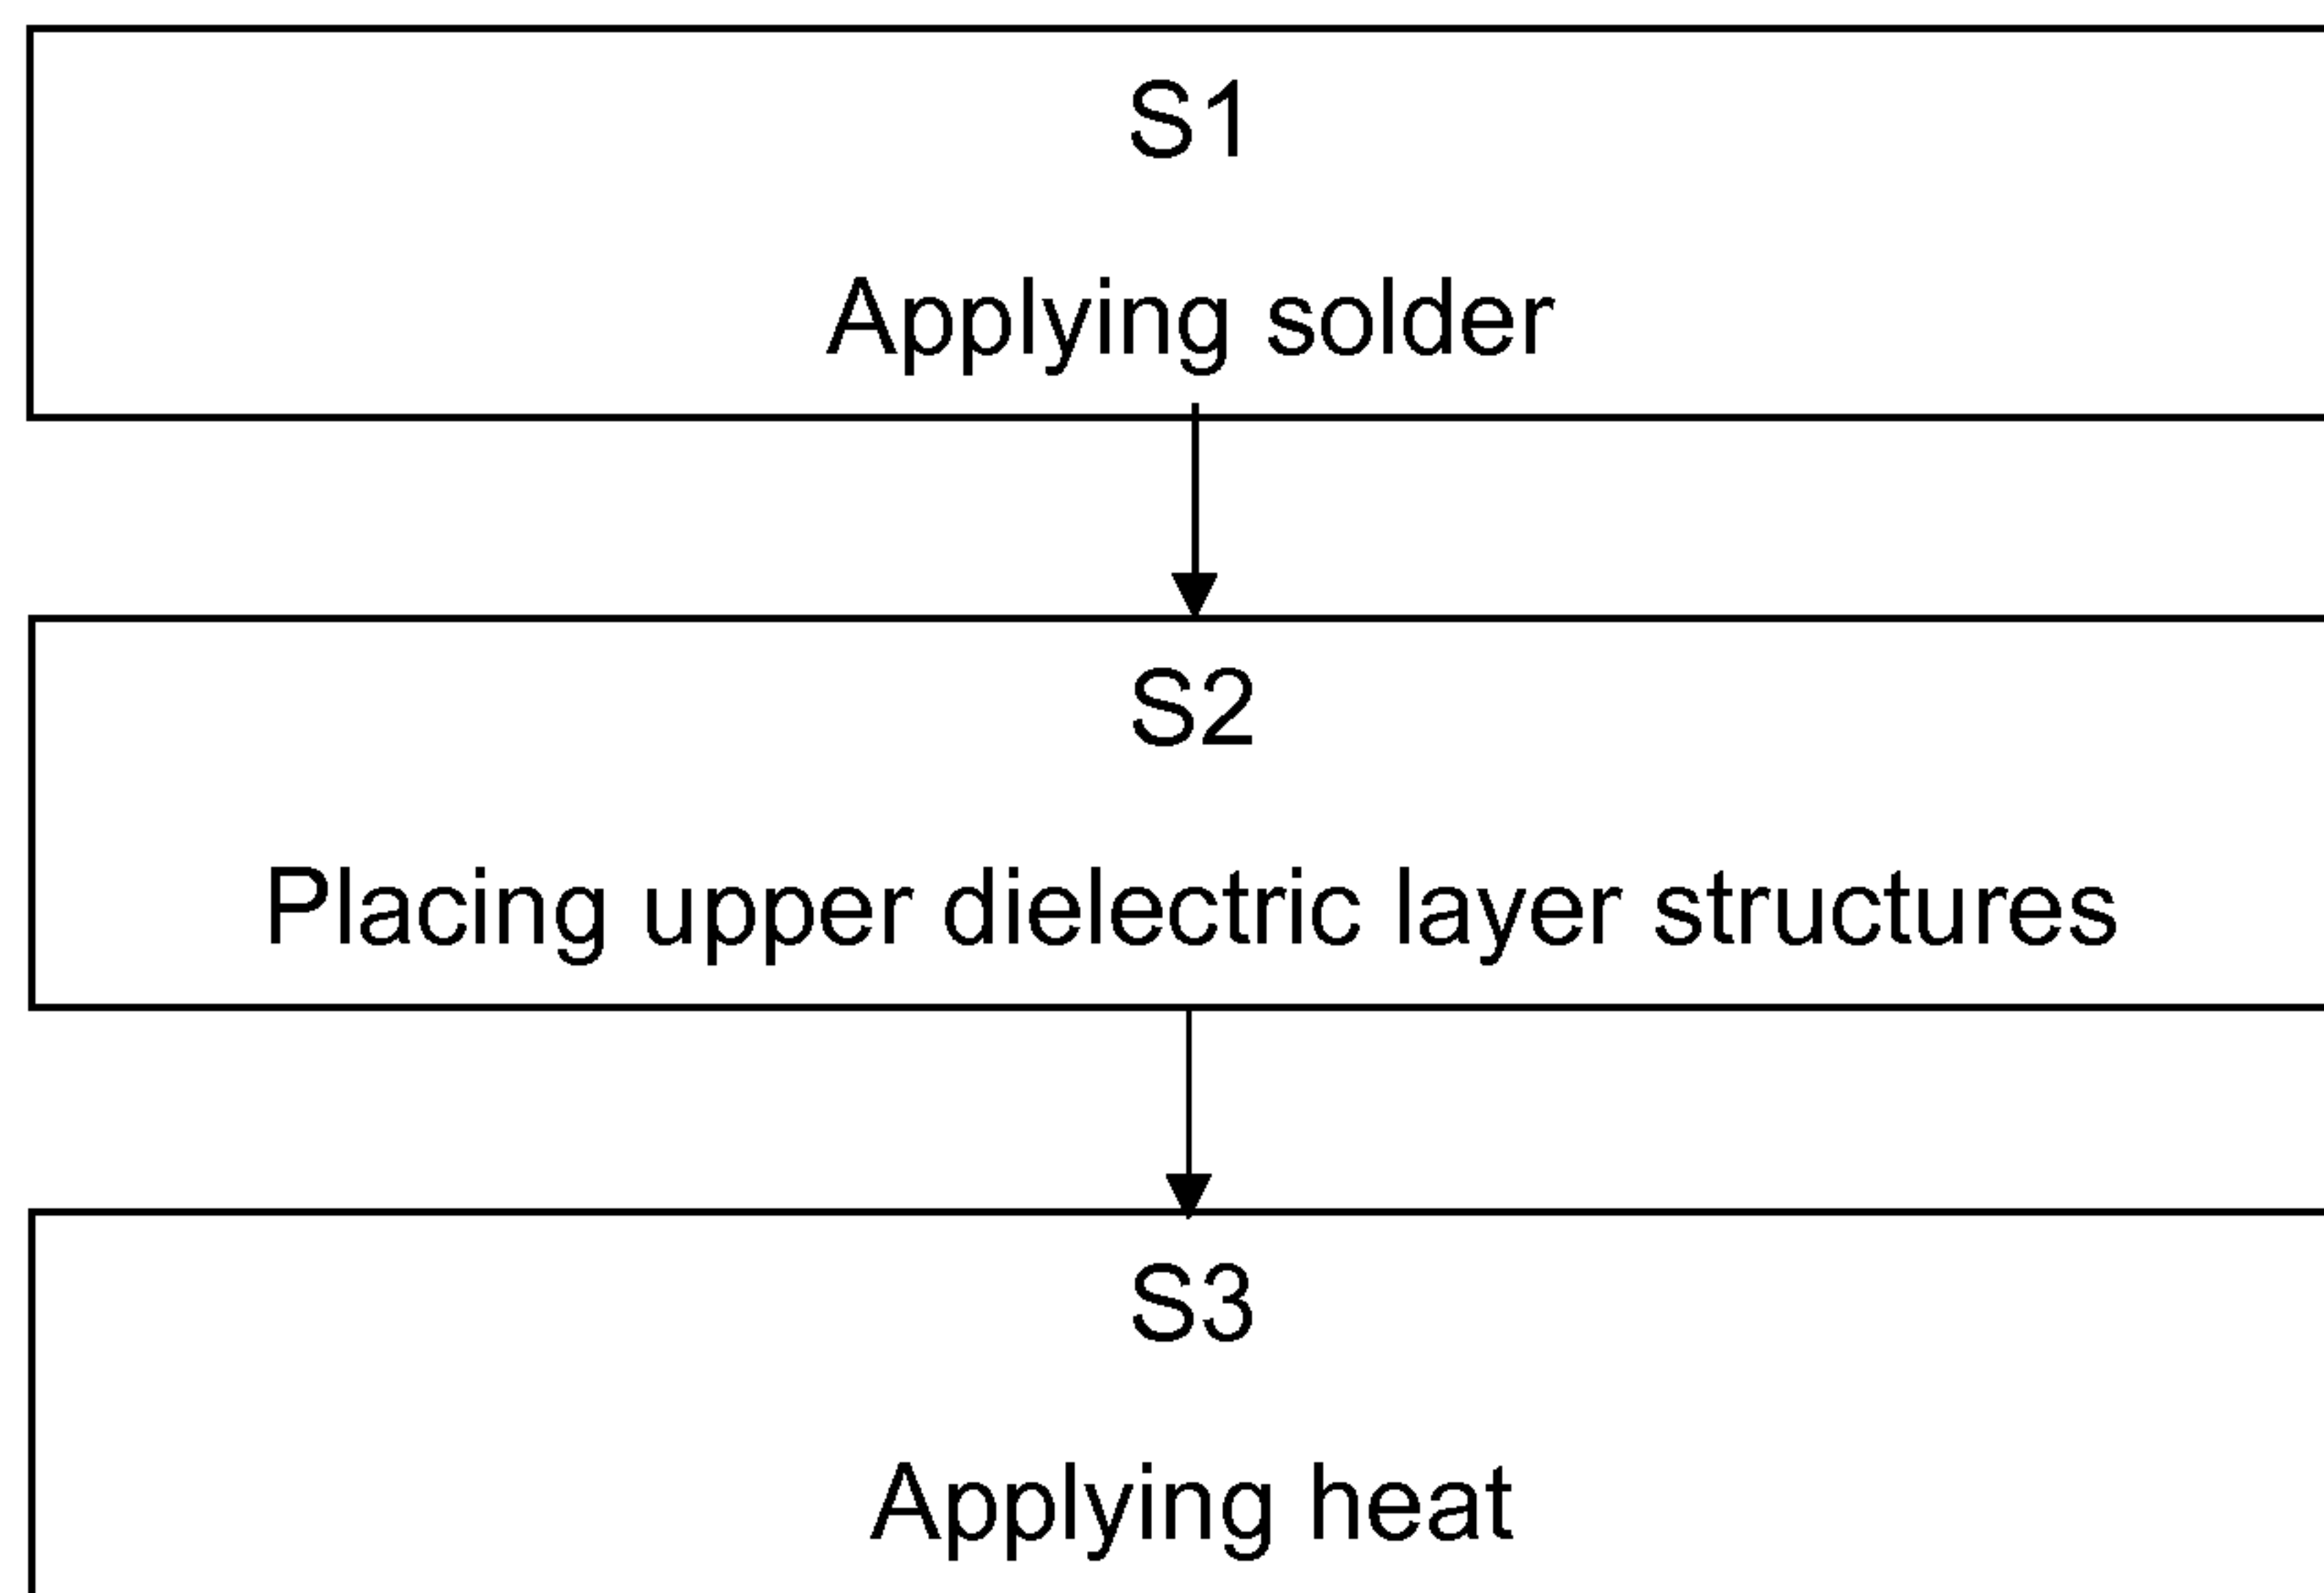 S1
Applying solder
S2
Placing upper dielectric layer structures
S3
Applying heat